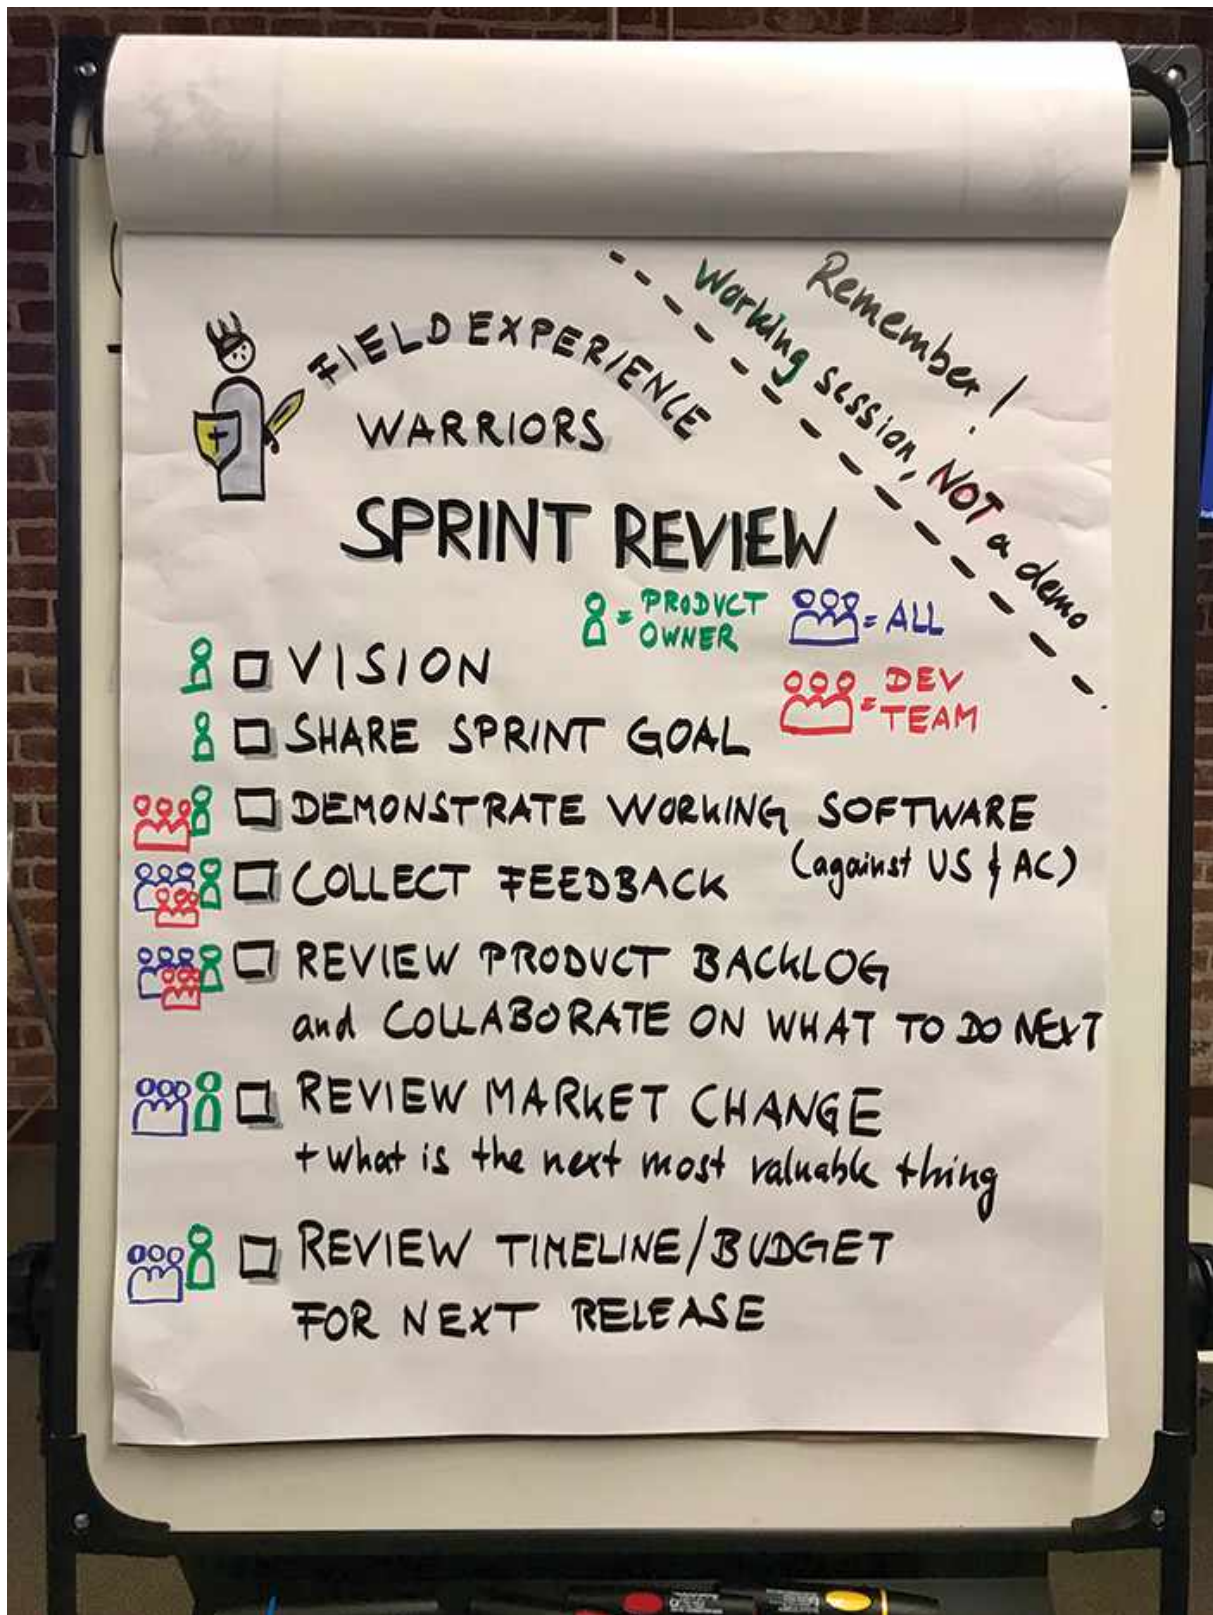 Remember!
Working session, NOT a demo
FIELD EXPERIENCE
WARRIORS
SPRINT REVIEW
= PRODUCT
OWNER
= ALL
= DEV
TEAM
VISION
SHARE SPRINT GOAL
DEMONSTRATE WORKING SOFTWARE
(against US & AC)
COLLECT FEEDBACK
REVIEW PRODUCT BACKLOG
and COLLABORATE ON WHAT TO DO NEXT
REVIEW MARKET CHANGE
+ what is the next most valuable thing
REVIEW TIMELINE/BUDGET
FOR NEXT RELEASE